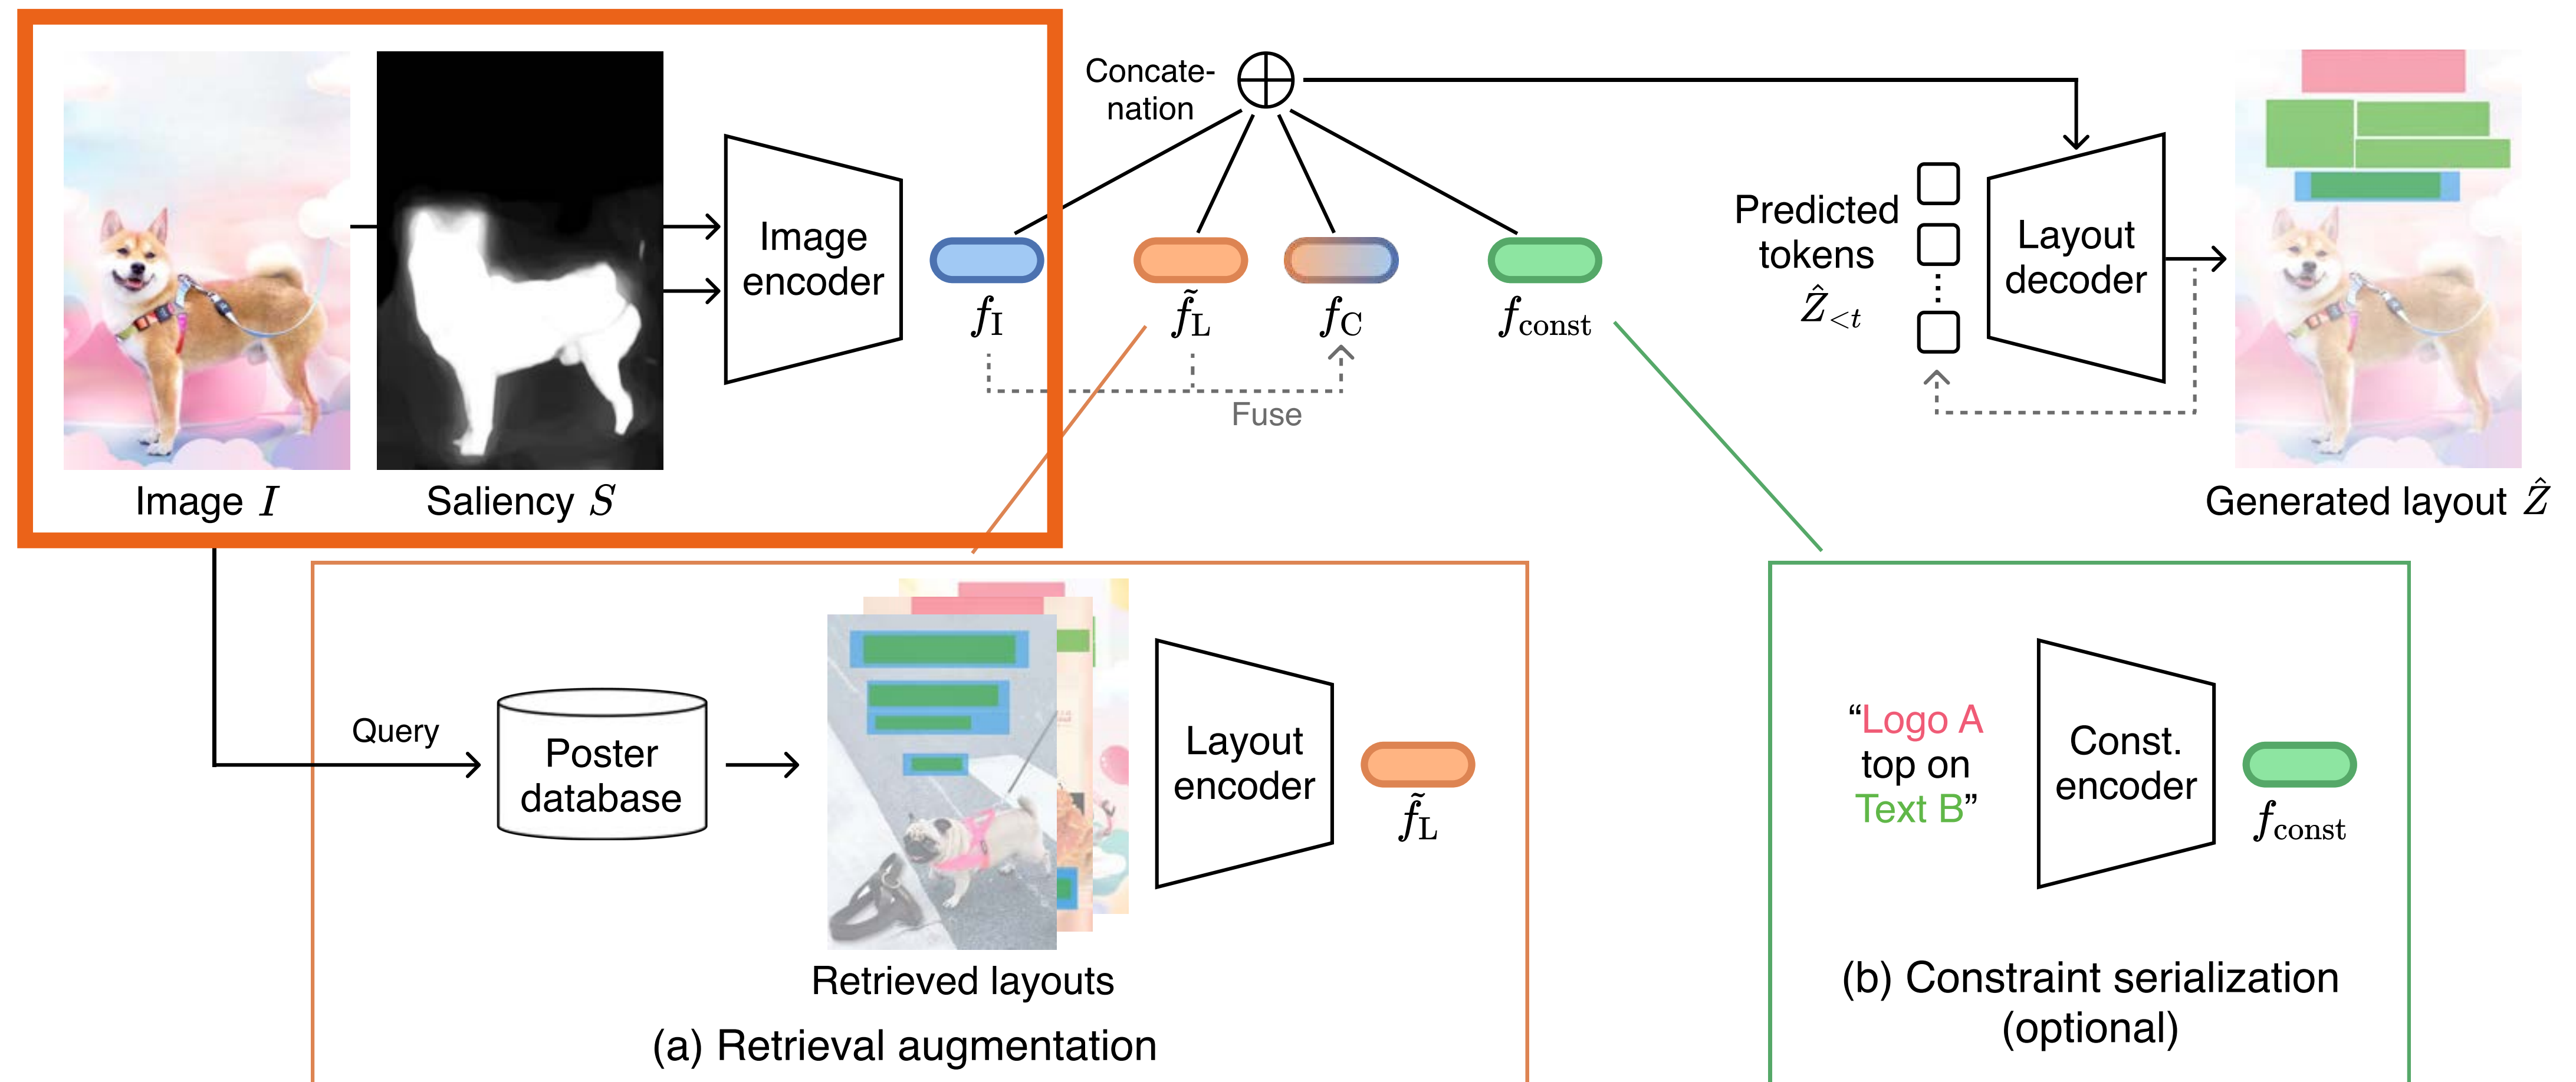 Concate-
nation
Image
encoder
f_I
f̃_L
f_C
f_const
Fuse
Predicted
tokens
Ẑ_<t
Layout
decoder
Image I
Saliency S
Generated layout Ẑ
Query
Poster
database
Layout
encoder
f̃_L
Retrieved layouts
(a) Retrieval augmentation
“Logo A
top on
Text B”
Const.
encoder
f_const
(b) Constraint serialization
(optional)